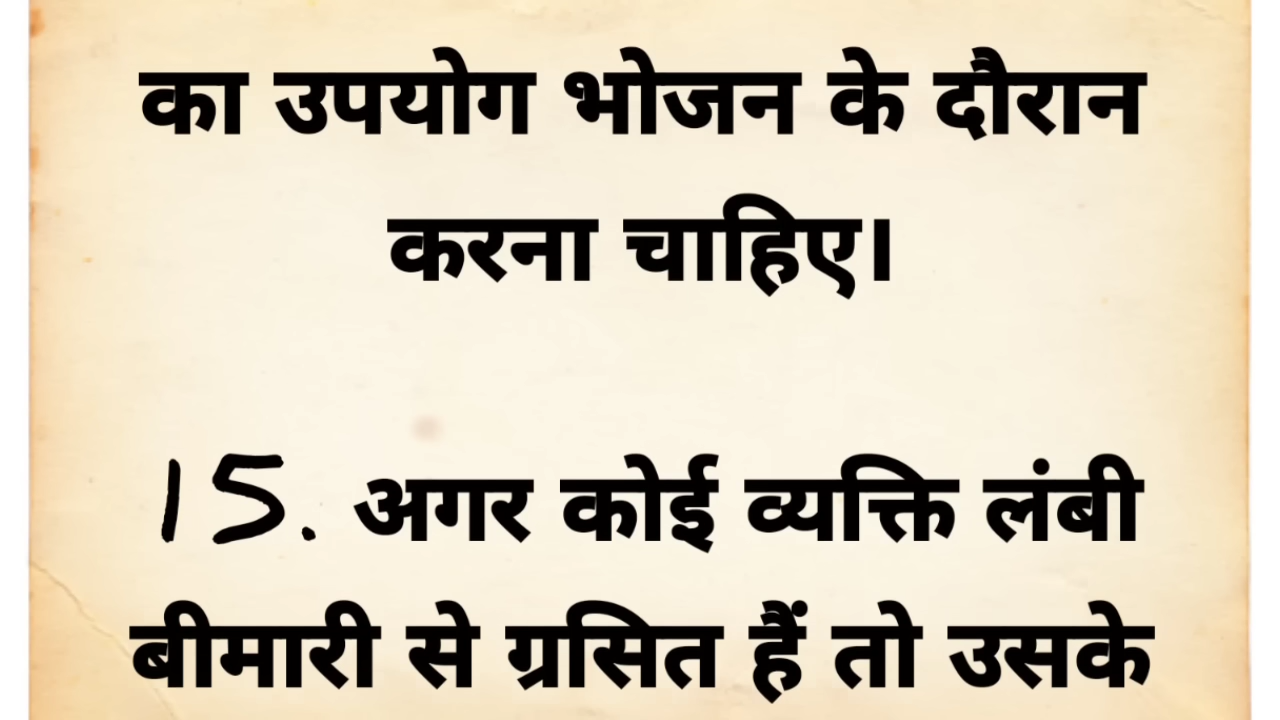 का उपयोग भोजन के दौरान
करना चाहिए।
15. अगर कोई व्यक्ति लंबी
बीमारी से ग्रसित हैं तो उसके